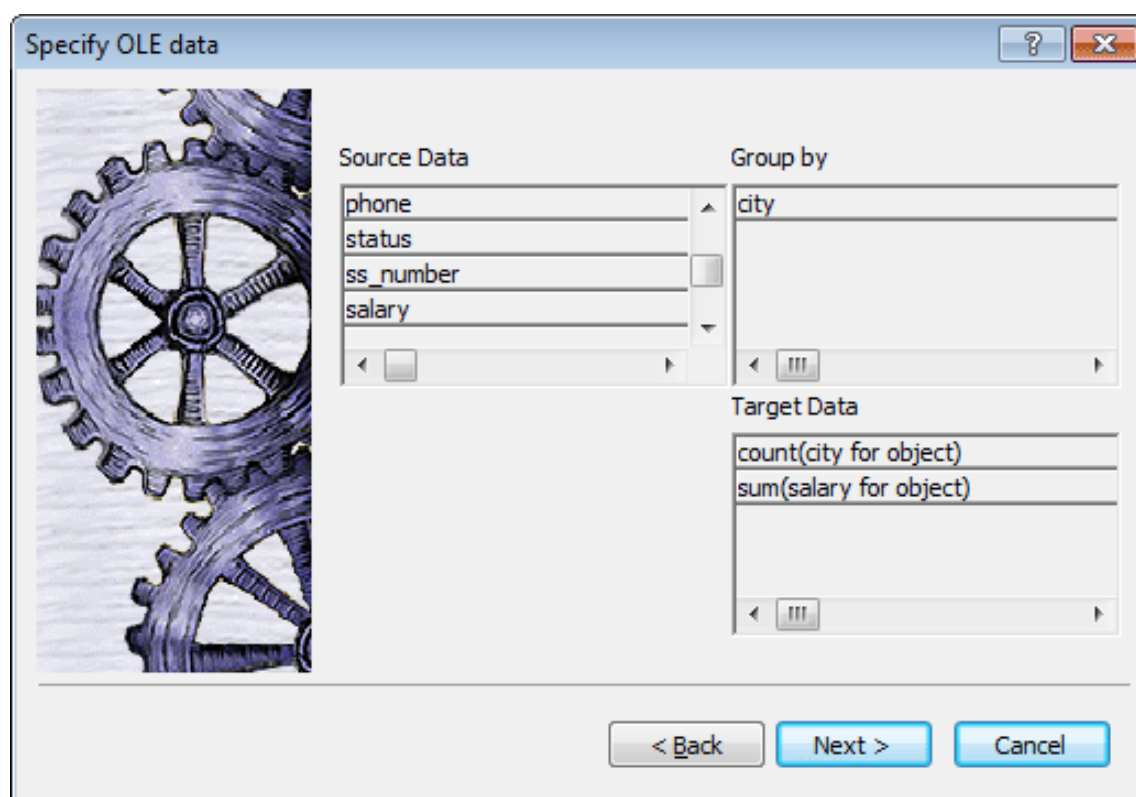 Specify OLE data
Source Data
phone
status
ss_number
salary
Group by
city
Target Data
count(city for object)
sum(salary for object)
< Back
Next >
Cancel